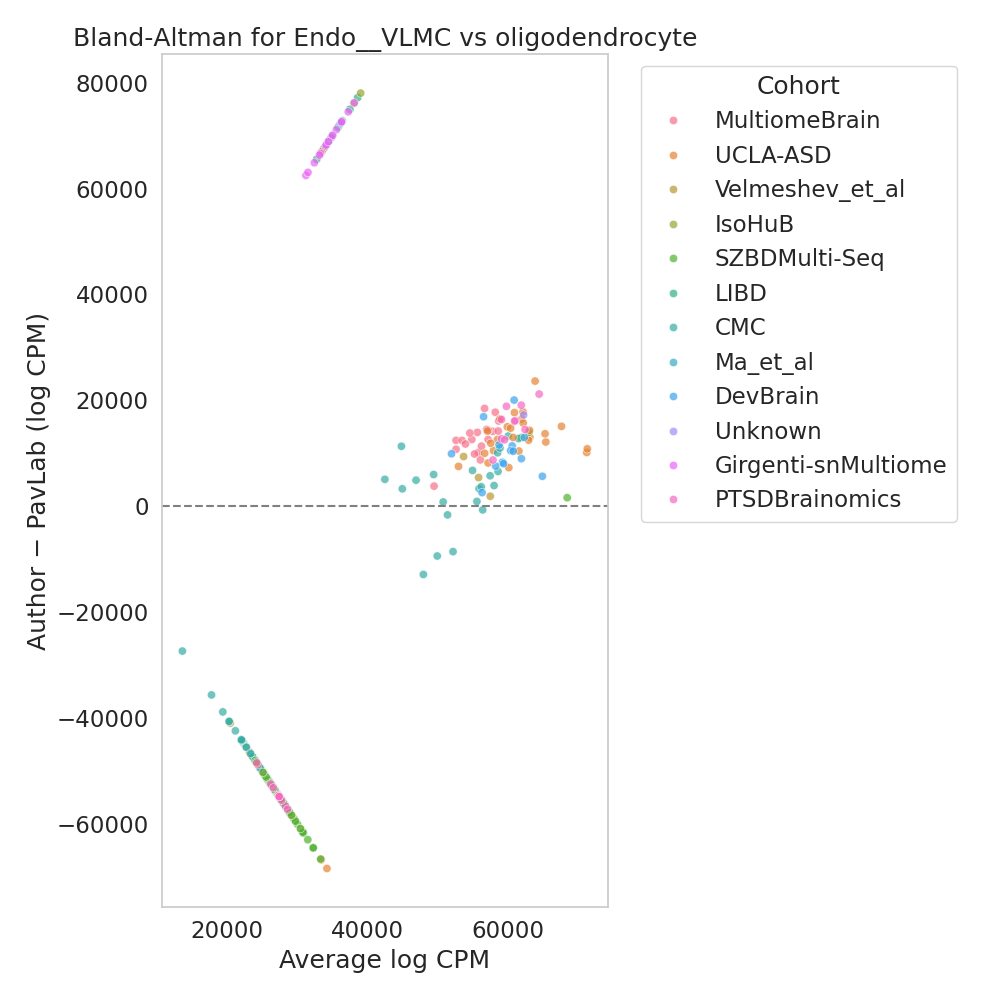 Bland-Altman for Endo__VLMC vs oligodendrocyte
80000
60000
40000
20000
0
−20000
−40000
−60000
Author − PavLab (log CPM)
20000
40000
60000
Average log CPM
Cohort
MultiomeBrain
UCLA-ASD
Velmeshev_et_al
IsoHuB
SZBDMulti-Seq
LIBD
CMC
Ma_et_al
DevBrain
Unknown
Girgenti-snMultiome
PTSDBrainomics